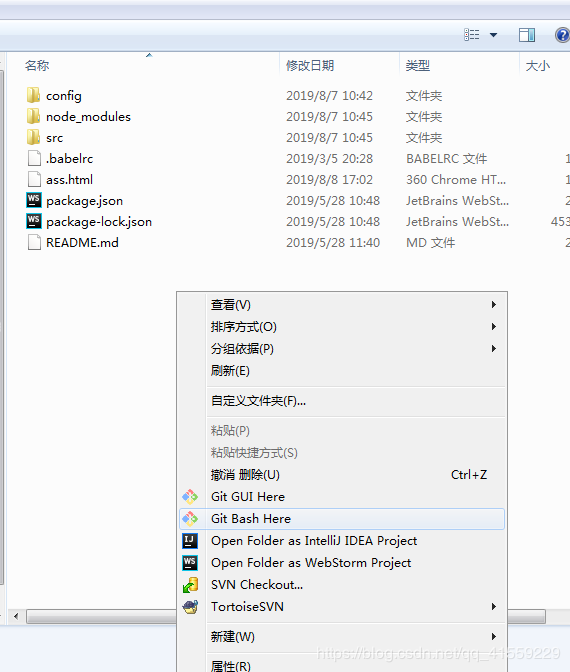 名称 修改日期 类型 大小
config 2019/8/7 10:42 文件夹
node_modules 2019/8/7 10:45 文件夹
src 2019/8/7 10:45 文件夹
.babelrc 2019/3/5 20:28 BABELRC 文件 1
ass.html 2019/8/8 17:02 360 Chrome HT... 1
package.json 2019/5/28 10:48 JetBrains WebSt... 2
package-lock.json 2019/5/28 10:48 JetBrains WebSt... 453
README.md 2019/5/28 11:40 MD 文件 2
查看(V)
排序方式(O)
分组依据(P)
刷新(E)
自定义文件夹(F)...
粘贴(P)
粘贴快捷方式(S)
撤消 删除(U) Ctrl+Z
Git GUI Here
Git Bash Here
Open Folder as IntelliJ IDEA Project
Open Folder as WebStorm Project
SVN Checkout...
TortoiseSVN
新建(W)
属性(R)
https://blog.csdn.net/qq_41559229